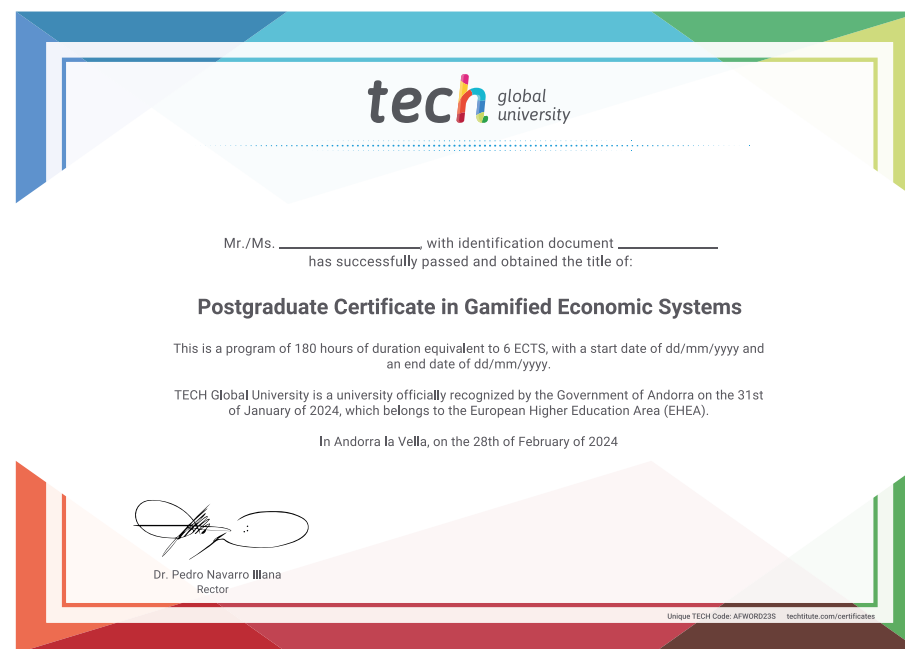 tech global
university
Mr./Ms. , with identification document
has successfully passed and obtained the title of:
Postgraduate Certificate in Gamified Economic Systems
This is a program of 180 hours of duration equivalent to 6 ECTS, with a start date of dd/mm/yyyy and
an end date of dd/mm/yyyy.
TECH Global University is a university officially recognized by the Government of Andorra on the 31st
of January of 2024, which belongs to the European Higher Education Area (EHEA).
In Andorra la Vella, on the 28th of February of 2024
Dr. Pedro Navarro Illana
Rector
Unique TECH Code: AFWORD23S techtitute.com/certificates